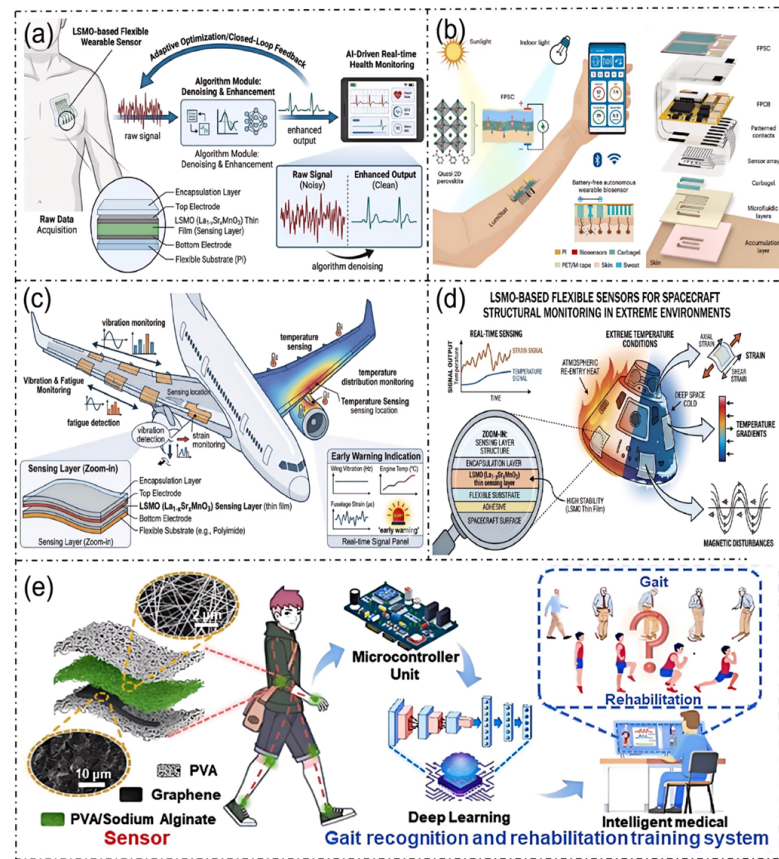 (a)
LSMO-based Flexible
Wearable Sensor
Adaptive Optimization/Closed-Loop Feedback
AI-Driven Real-time
Health Monitoring
raw signal
Algorithm Module:
Denoising & Enhancement
Algorithm Module:
Denoising & Enhancement
enhanced
output
Raw Data
Acquisition
Encapsulation Layer
Top Electrode
LSMO (La₁₋ₓSrₓMnO₃) Thin
Film (Sensing Layer)
Bottom Electrode
Flexible Substrate (PI)
Raw Signal
(Noisy)
Enhanced Output
(Clean)
algorithm denoising
(b)
Sunlight
Indoor light
FPSC
Quasi-2D
perovskite
LumiStat
Battery-free autonomous
wearable biosensor
PI
Biosensors
Carbagel
PET/M-tape
Skin
Sweat
FPSC
FPCB
Patterned
contacts
Sensor array
Carbagel
Microfluidic
layers
Accumulation
layer
Skin
(c)
vibration monitoring
Vibration & Fatigue
Monitoring
fatigue detection
Sensing location
vibration
detection
strain
monitoring
temperature
sensing
temperature
distribution monitoring
Temperature Sensing
sensing location
Sensing Layer (Zoom-in)
Encapsulation Layer
Top Electrode
LSMO (La₁₋ₓSrₓMnO₃) Sensing Layer (thin film)
Bottom Electrode
Flexible Substrate (e.g., Polyimide)
Sensing Layer (Zoom-in)
Early Warning Indication
Wing Vibration (Hz)
Engine Temp (°C)
Fuselage Strain (με)
'early warning'
Real-time Signal Panel
(d)
LSMO-BASED FLEXIBLE SENSORS FOR SPACECRAFT
STRUCTURAL MONITORING IN EXTREME ENVIRONMENTS
REAL-TIME SENSING
SIGNAL OUTPUT
Temperature
STRAIN SIGNAL
TEMPERATURE
SIGNAL
TIME
EXTREME TEMPERATURE
CONDITIONS
ATMOSPHERIC
RE-ENTRY HEAT
DEEP SPACE
COLD
AXIAL
STRAIN
STRAIN
SHEAR
STRAIN
TEMPERATURE
GRADIENTS
MAGNETIC DISTURBANCES
ZOOM-IN:
SENSING LAYER
STRUCTURE
ENCAPSULATION LAYER
LSMO (La₁₋ₓSrₓMnO₃)
thin sensing layer
FLEXIBLE SUBSTRATE
ADHESIVE
SPACECRAFT SURFACE
HIGH STABILITY
(LSMO Thin Film)
(e)
2 μm
10 μm
PVA
Graphene
PVA/Sodium Alginate
Sensor
Microcontroller
Unit
Deep Learning
Gait
Rehabilitation
Intelligent medical
Gait recognition and rehabilitation training system